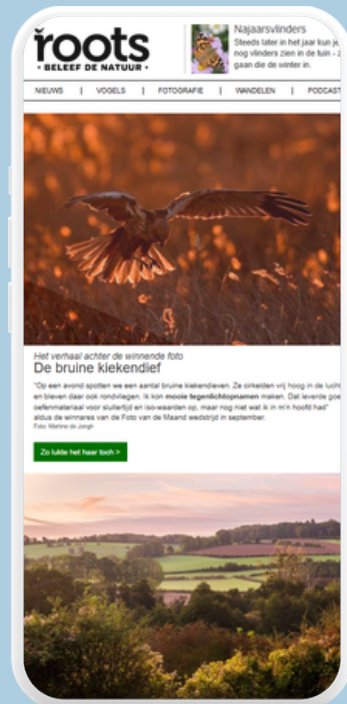 roots
• BELEEF DE NATUUR •
Najaarsvlinders
Steeds later in het jaar kun je
nog vlinders zien in de tuin - z
gaan die de winter in.
NIEUWS | VOGELS | FOTOGRAFIE | WANDELEN | PODCAST
Het verhaal achter de winnende foto
De bruine kiekendief
"Op een avond spotten we een aantal bruine kiekendieven. Ze cirkelden vrij hoog in de lucht
en bleven daar ook rondvliegen. Ik kon mooie tegenlichtopnamen maken. Dat leverde goe
oefenmateriaal voor sluitertijd en iso-waarden op, maar nog niet wat ik in m'n hoofd had"
aldus de winnares van de Foto van de Maand wedstrijd in september.
Foto: Martine de Jongh
Zo lukte het haar toch >